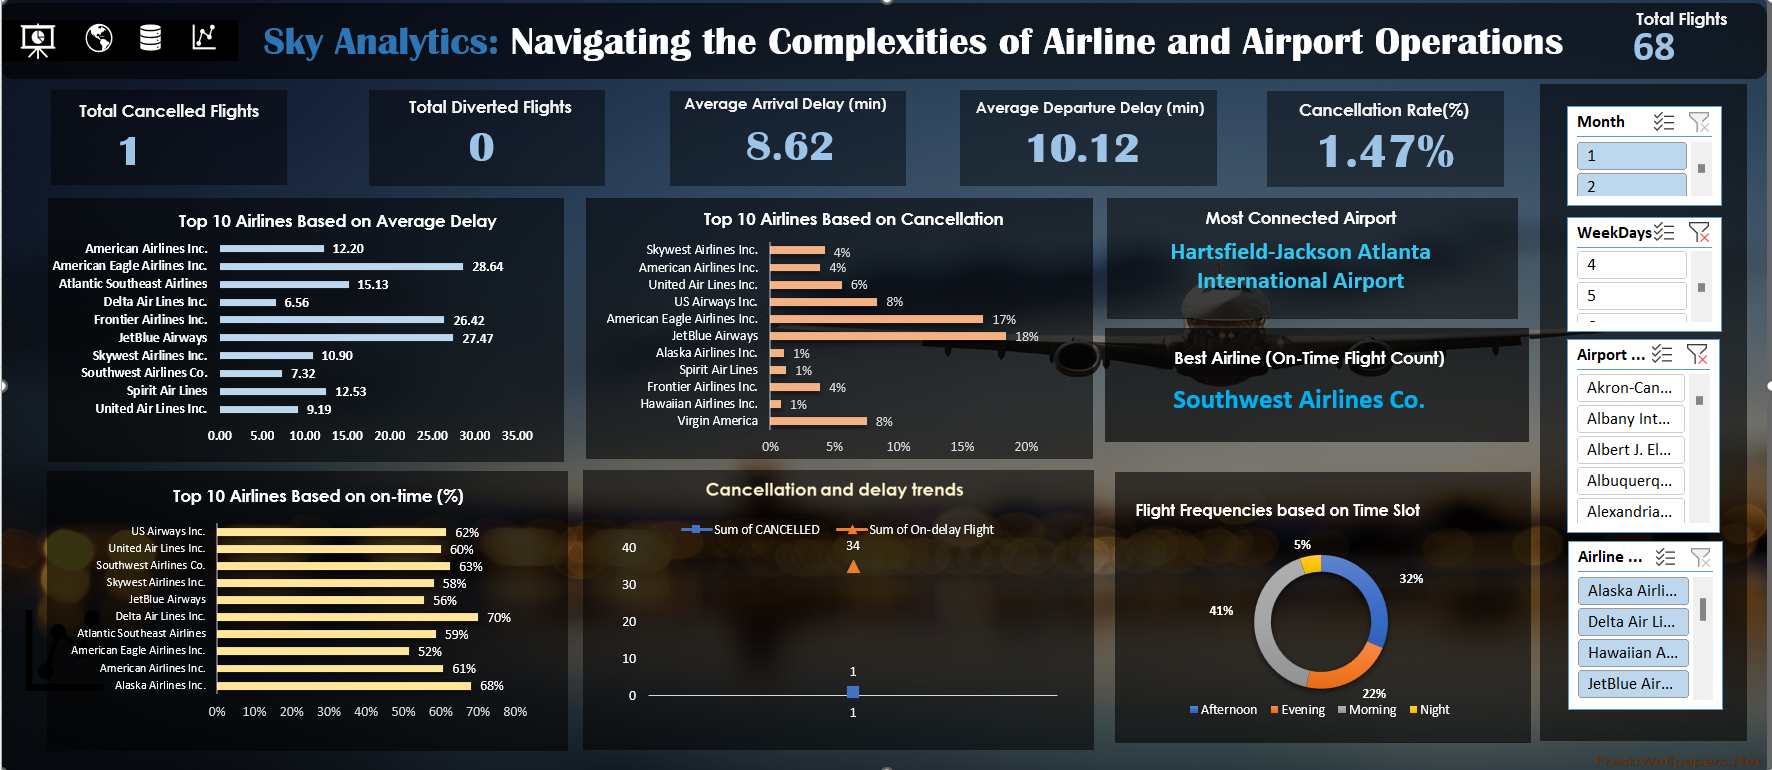 Sky Analytics: Navigating the Complexities of Airline and Airport Operations
Total Flights
68
Total Cancelled Flights
1
Total Diverted Flights
0
Average Arrival Delay (min)
8.62
Average Departure Delay (min)
10.12
Cancellation Rate(%)
1.47%
Top 10 Airlines Based on Average Delay
American Airlines Inc. 12.20
American Eagle Airlines Inc. 28.64
Atlantic Southeast Airlines 15.13
Delta Air Lines Inc. 6.56
Frontier Airlines Inc. 26.42
JetBlue Airways 27.47
Skywest Airlines Inc. 10.90
Southwest Airlines Co. 7.32
Spirit Air Lines 12.53
United Air Lines Inc. 9.19
0.00 5.00 10.00 15.00 20.00 25.00 30.00 35.00
Top 10 Airlines Based on Cancellation
Skywest Airlines Inc. 4%
American Airlines Inc. 4%
United Air Lines Inc. 6%
US Airways Inc. 8%
American Eagle Airlines Inc. 17%
JetBlue Airways 18%
Alaska Airlines Inc. 1%
Spirit Air Lines 1%
Frontier Airlines Inc. 4%
Hawaiian Airlines Inc. 1%
Virgin America 8%
0% 5% 10% 15% 20%
Most Connected Airport
Hartsfield-Jackson Atlanta
International Airport
Best Airline (On-Time Flight Count)
Southwest Airlines Co.
Top 10 Airlines Based on on-time (%)
US Airways Inc. 62%
United Air Lines Inc. 60%
Southwest Airlines Co. 63%
Skywest Airlines Inc. 58%
JetBlue Airways 56%
Delta Air Lines Inc. 70%
Atlantic Southeast Airlines 59%
American Eagle Airlines Inc. 52%
American Airlines Inc. 61%
Alaska Airlines Inc. 68%
0% 10% 20% 30% 40% 50% 60% 70% 80%
Cancellation and delay trends
Sum of CANCELLED Sum of On-delay Flight
40
34
30
20
10
1
0
1
Flight Frequencies based on Time Slot
5%
32%
41%
22%
Afternoon Evening Morning Night
Month
1
2
WeekDays
4
5
Airport ...
Akron-Can...
Albany Int...
Albert J. El...
Albuquerq...
Alexandria...
Airline ...
Alaska Airli...
Delta Air Li...
Hawaiian A...
JetBlue Air...
FreshWallpapers.Net